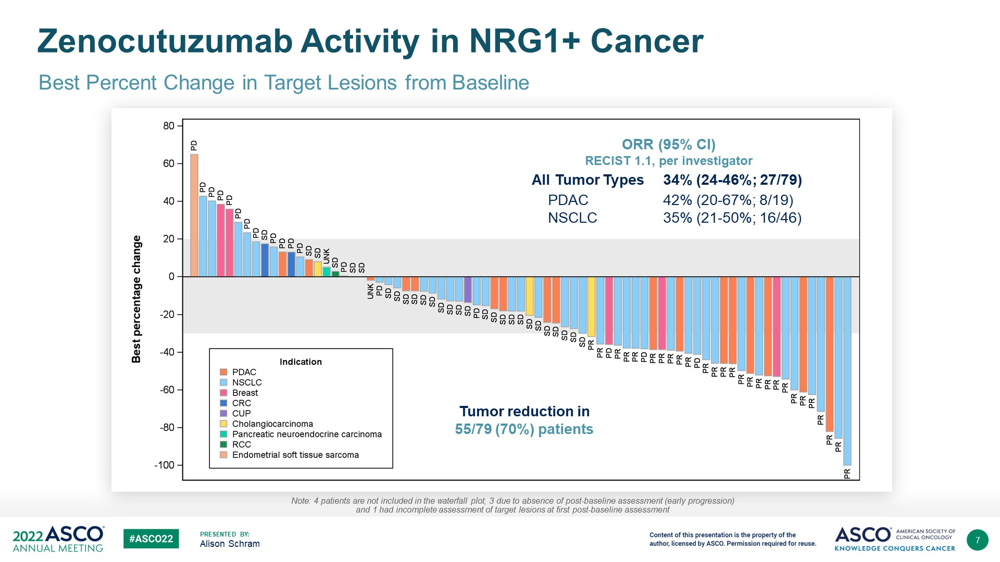 Zenocutuzumab Activity in NRG1+ Cancer
Best Percent Change in Target Lesions from Baseline
Best percentage change
80
60
40
20
0
-20
-40
-60
-80
-100
PD PD PD PD PD PD PD PD SD PD PD PD PD SD SD UNK SD PD SD SD
UNK PD SD SD SD SD SD SD SD SD SD SD PD SD SD SD SD SD SD SD SD SD SD SD SD PR PR PD PR PR PR PD PR PR PR PR PR PD PR PR PR PR PR PR PR PR PR PR PR PR PR PR PR PR PR
ORR (95% CI)
RECIST 1.1, per investigator
All Tumor Types 34% (24-46%; 27/79)
PDAC 42% (20-67%; 8/19)
NSCLC 35% (21-50%; 16/46)
Indication
PDAC
NSCLC
Breast
CRC
CUP
Cholangiocarcinoma
Pancreatic neuroendocrine carcinoma
RCC
Endometrial soft tissue sarcoma
Tumor reduction in
55/79 (70%) patients
Note: 4 patients are not included in the waterfall plot, 3 due to absence of post-baseline assessment (early progression)
and 1 had incomplete assessment of target lesions at first post-baseline assessment
2022 ASCO®
ANNUAL MEETING
#ASCO22
PRESENTED BY:
Alison Schram
Content of this presentation is the property of the
author, licensed by ASCO. Permission required for reuse.
ASCO® AMERICAN SOCIETY OF
CLINICAL ONCOLOGY
KNOWLEDGE CONQUERS CANCER
7